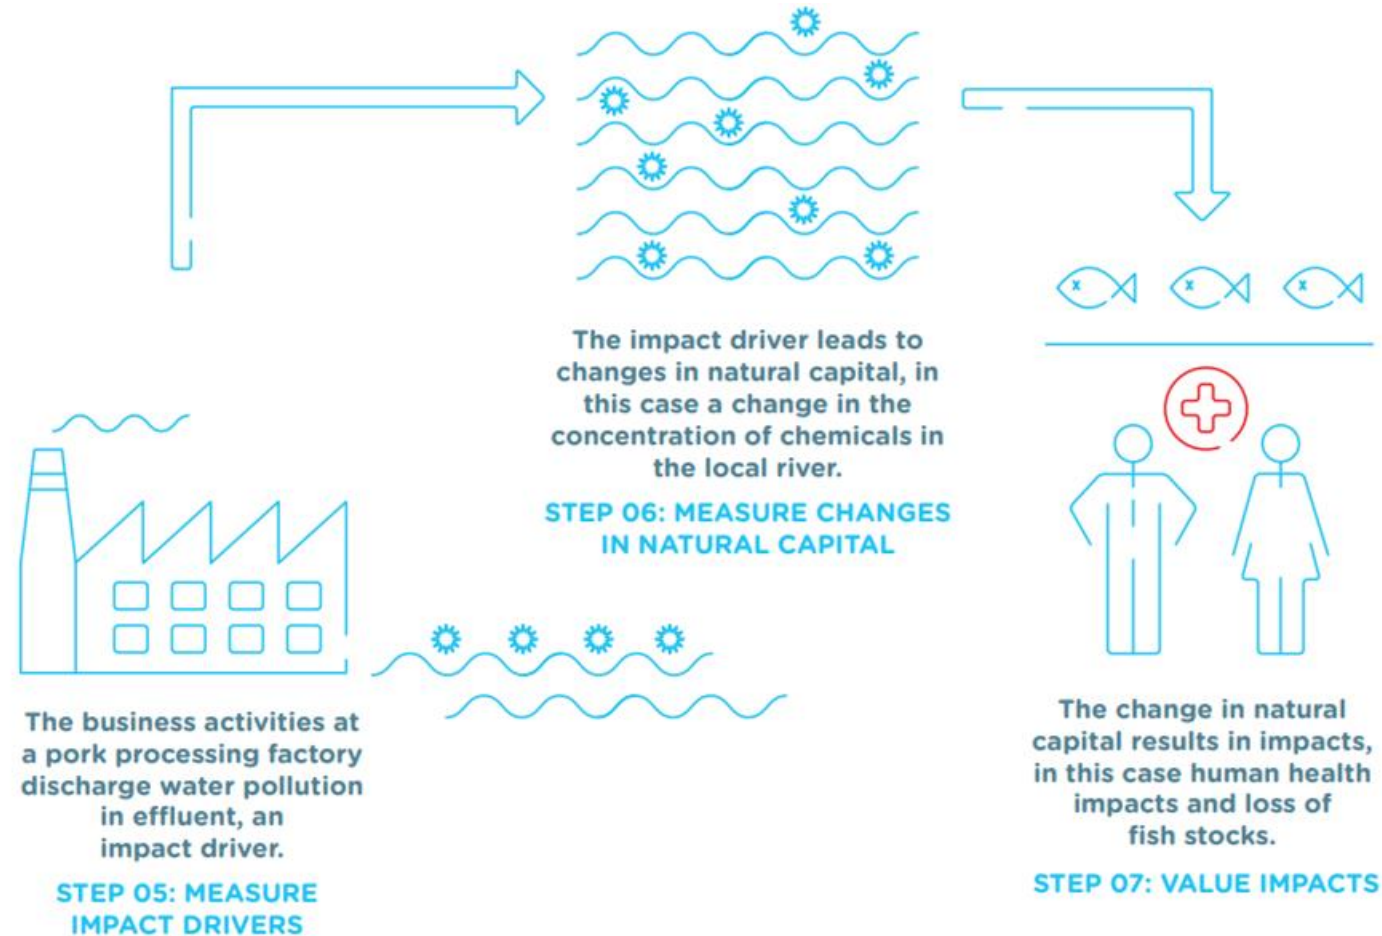 The business activities at
a pork processing factory
discharge water pollution
in effluent, an
impact driver.
STEP 05: MEASURE
IMPACT DRIVERS
The impact driver leads to
changes in natural capital, in
this case a change in the
concentration of chemicals in
the local river.
STEP 06: MEASURE CHANGES
IN NATURAL CAPITAL
The change in natural
capital results in impacts,
in this case human health
impacts and loss of
fish stocks.
STEP 07: VALUE IMPACTS